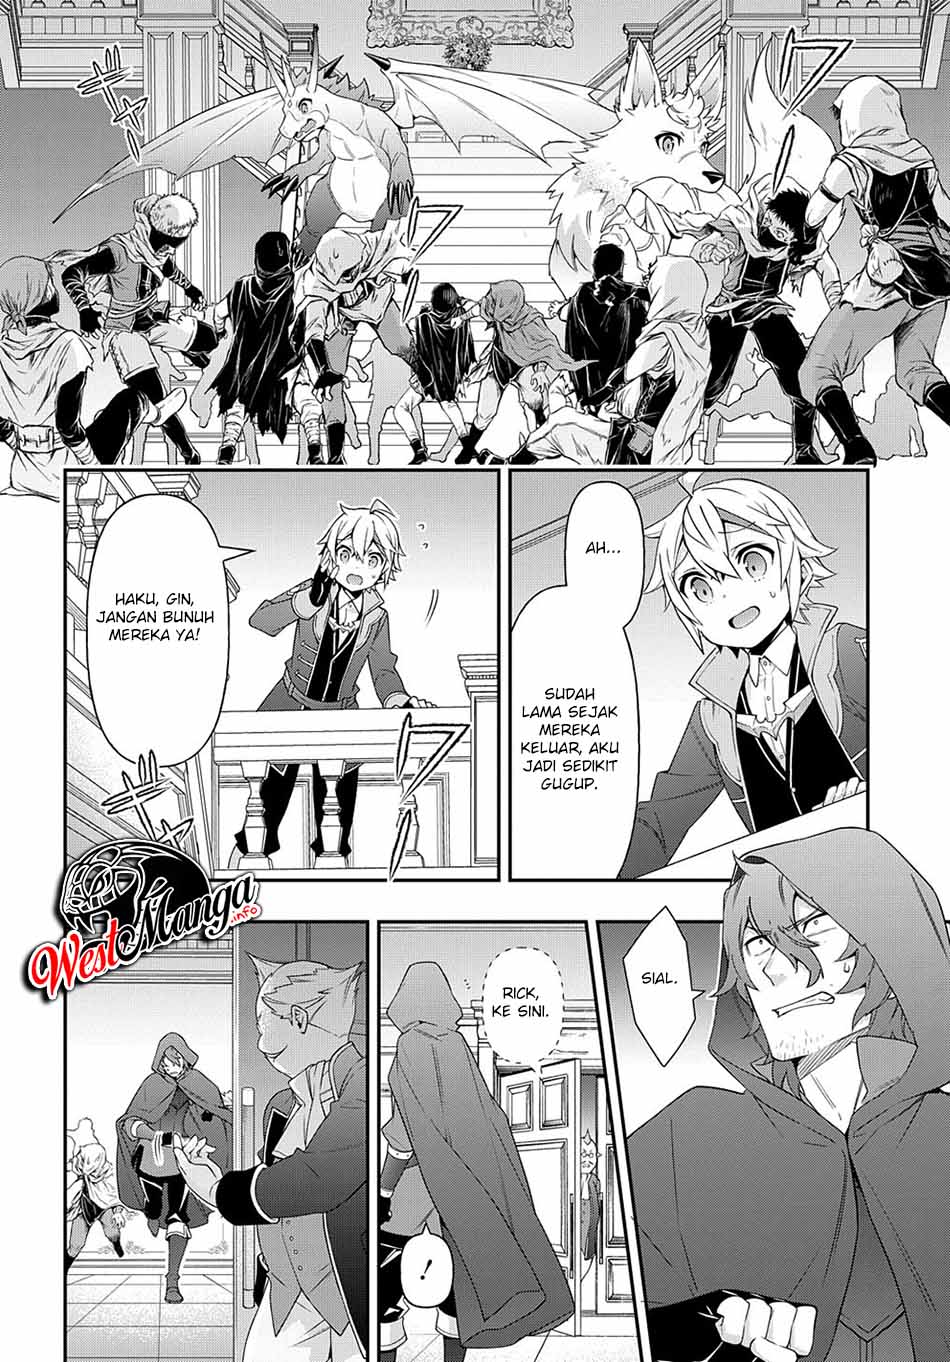 AH...
SUDAH
LAMA SEJAK
MEREKA
KELUAR, AKU
JADI SEDIKIT
GUGUP.
HAKU, GIN,
JANGAN BUNUH
MEREKA YA!
SIAL.
RICK,
KE SINI.
!
WestManga
.info